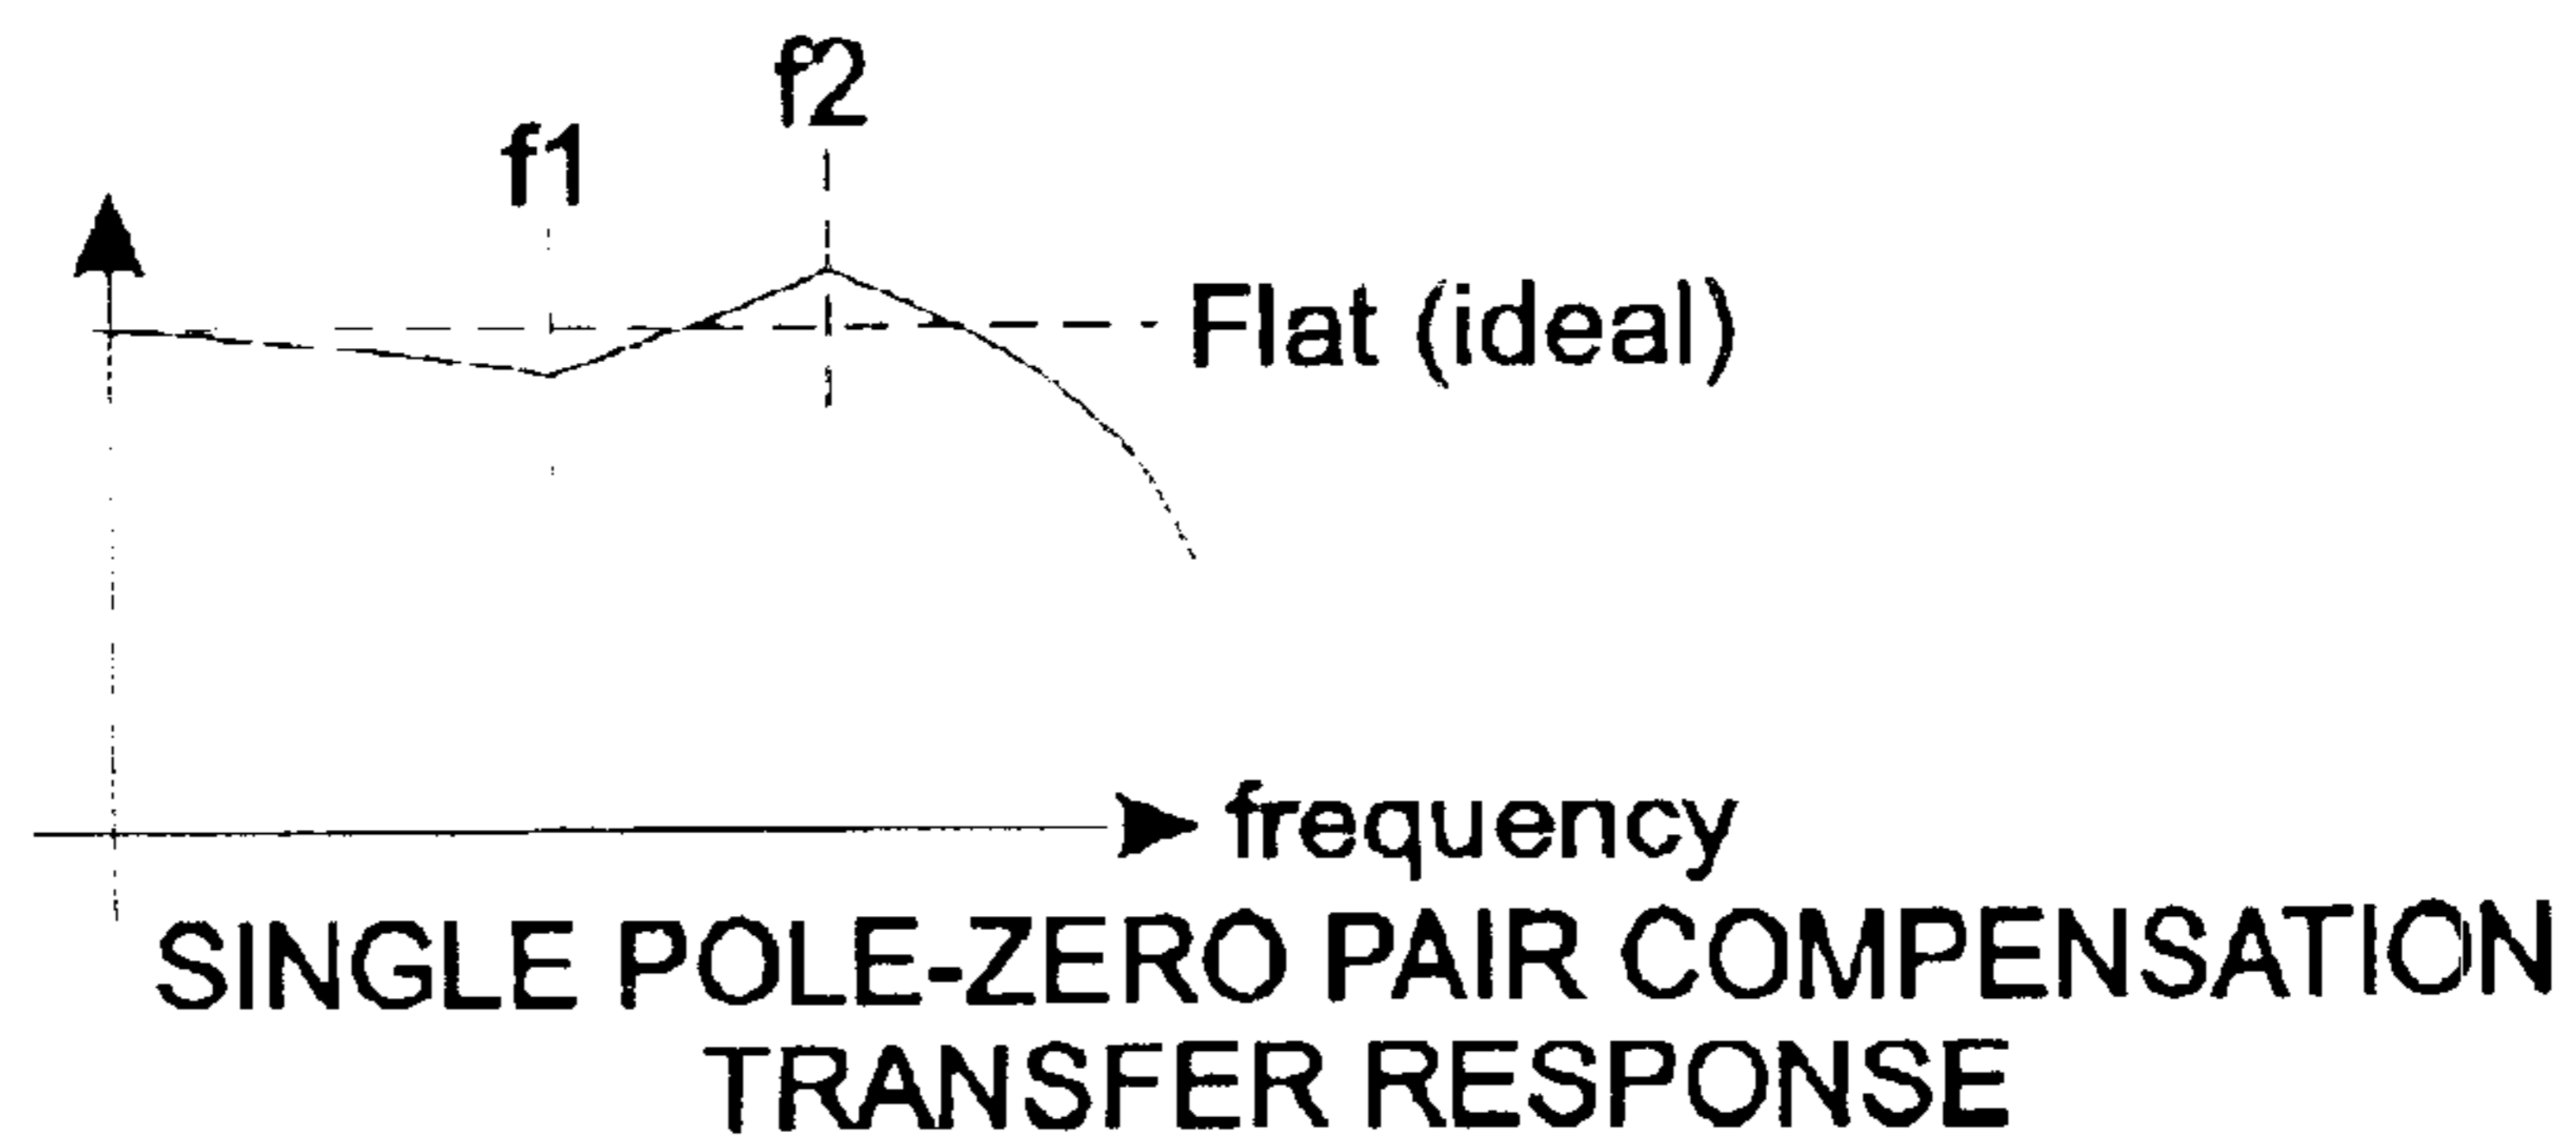 f2
f1
Flat (ideal)
frequency
SINGLE POLE-ZERO PAIR COMPENSATION
TRANSFER RESPONSE